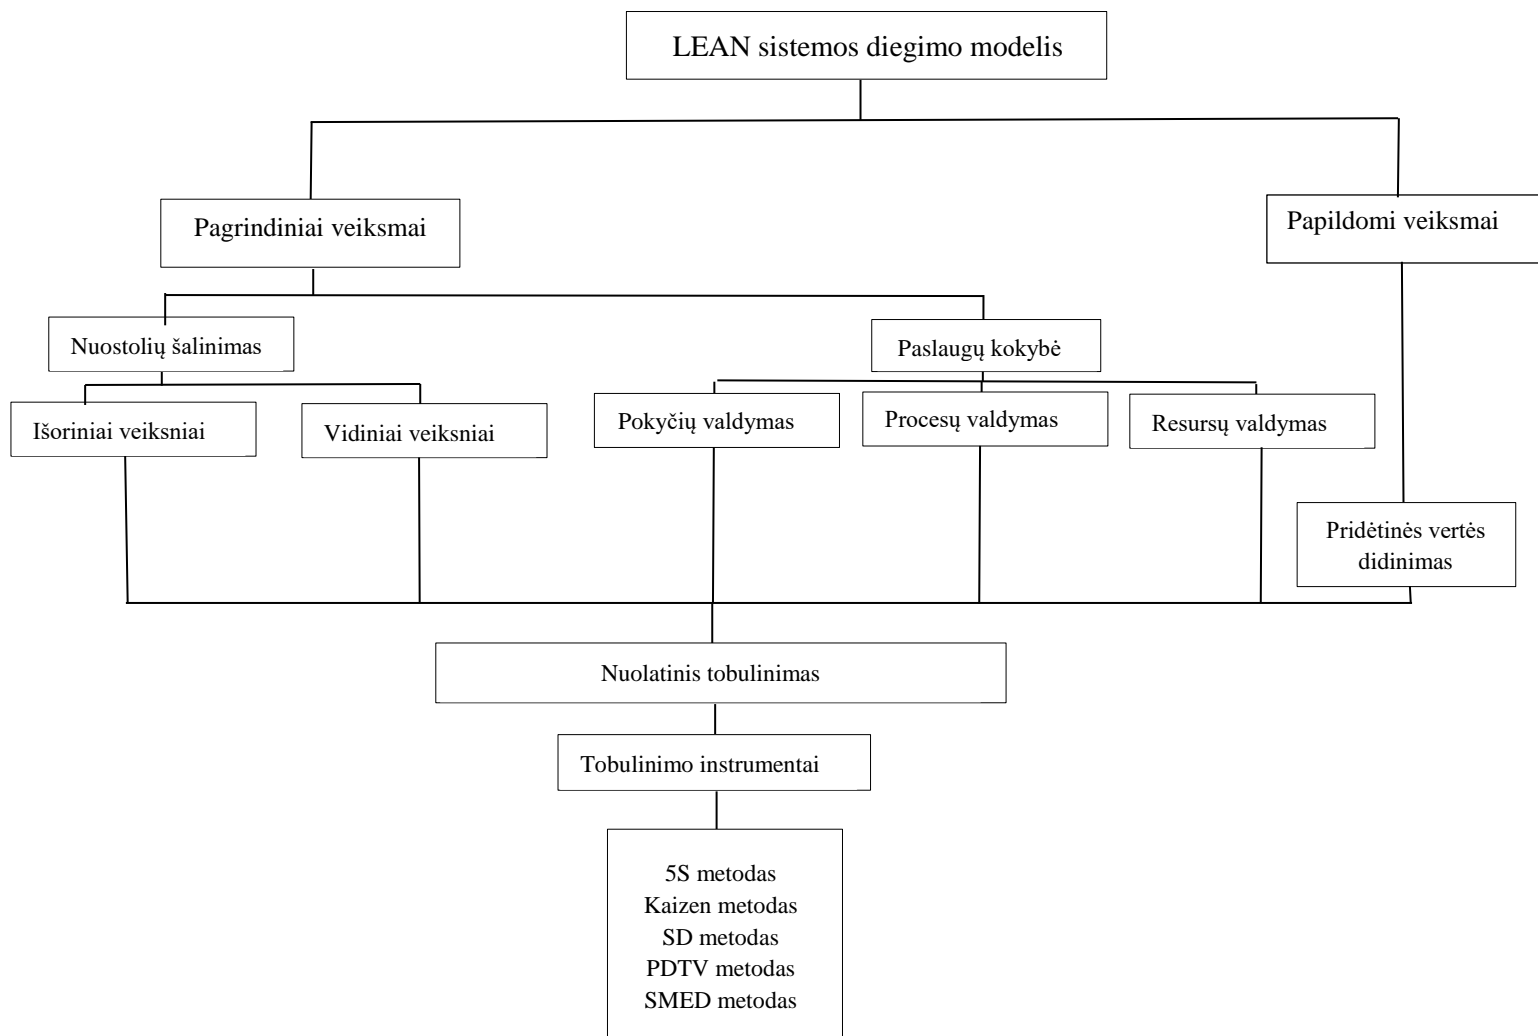 LEAN sistemos diegimo modelis
Pagrindiniai veiksmai
Papildomi veiksmai
Nuostolių šalinimas
Paslaugų kokybė
Išoriniai veiksniai
Vidiniai veiksniai
Pokyčių valdymas
Procesų valdymas
Resursų valdymas
Pridėtinės vertės
didinimas
Nuolatinis tobulinimas
Tobulinimo instrumentai
5S metodas
Kaizen metodas
SD metodas
PDTV metodas
SMED metodas